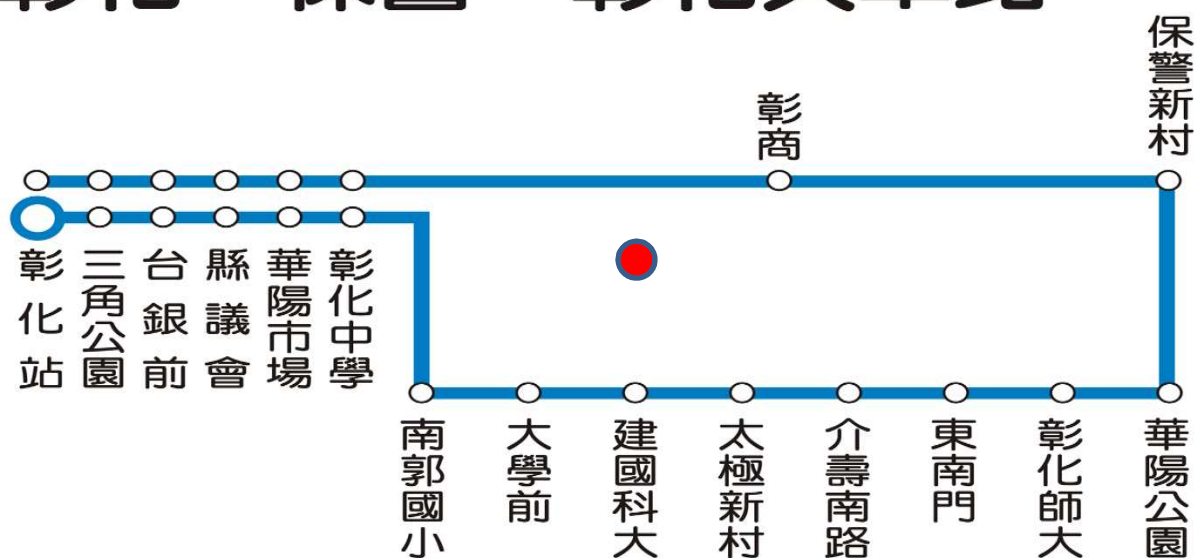 保警新村
彰商
彰化站
三角公園
台銀前
縣議會
華陽市場
彰化中學
南郭國小
大學前
建國科大
太極新村
介壽南路
東南門
彰化師大
華陽公園